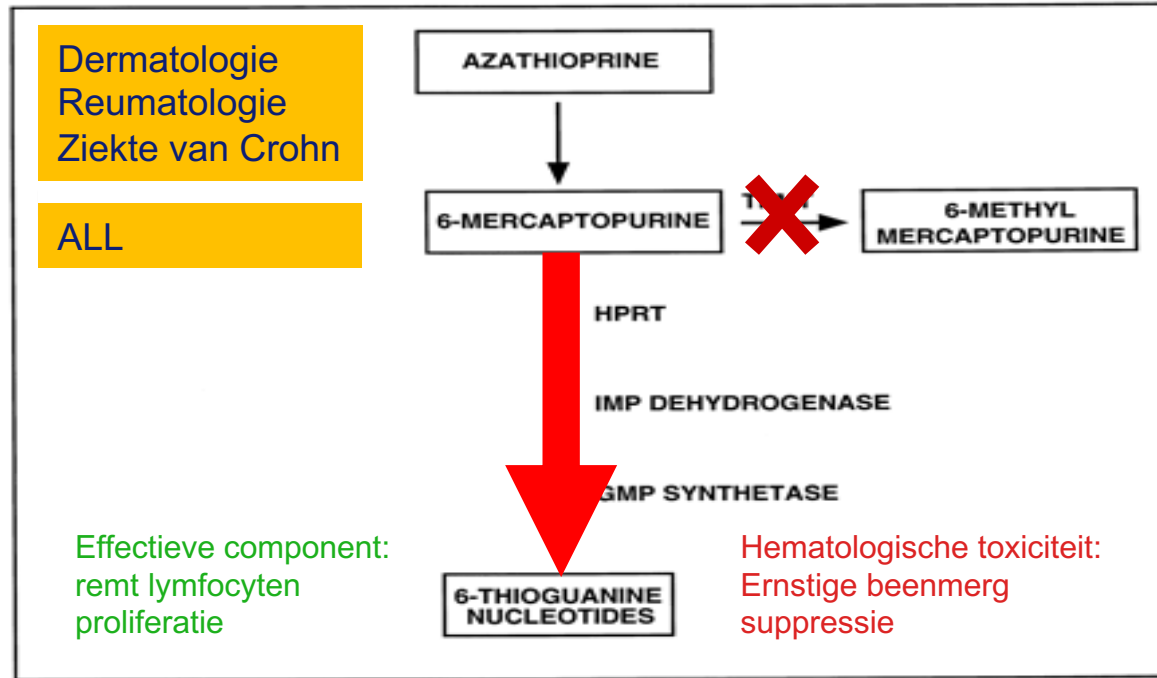 Dermatologie
Reumatologie
Ziekte van Crohn
AZATHIOPRINE
ALL
6-MERCAPTOPURINE
6-METHYL
MERCAPTOPURINE
HPRT
IMP DEHYDROGENASE
GMP SYNTHETASE
Effectieve component:
remt lymfocyten
proliferatie
6-THIOGUANINE
NUCLEOTIDES
Hematologische toxiciteit:
Ernstige beenmerg
suppressie